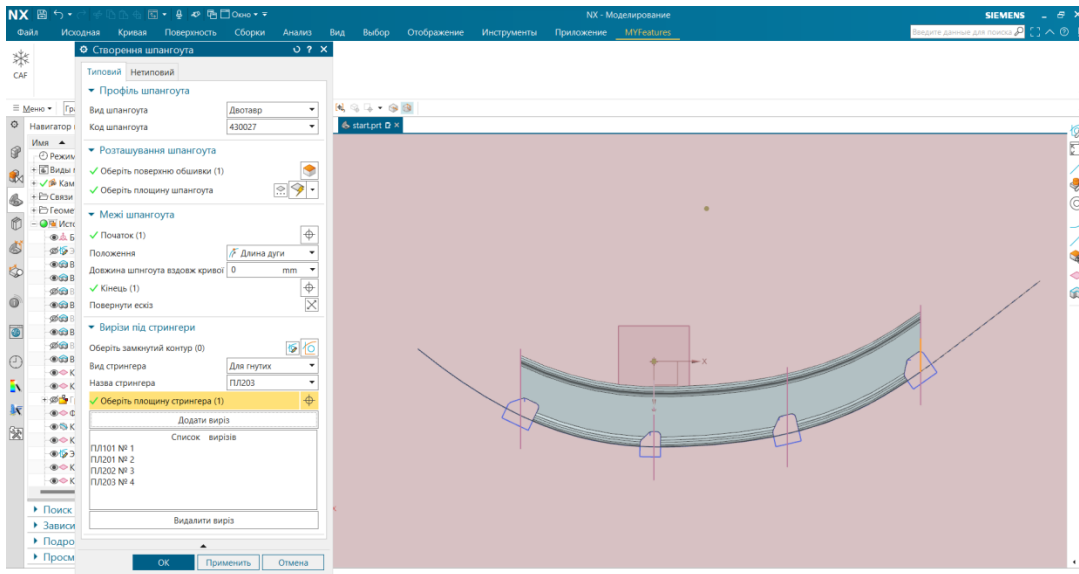 NX Окно NX - Моделирование SIEMENS
Файл Исходная Кривая Поверхность Сборки Анализ Вид Выбор Отображение Инструменты Приложение MYFeatures Введите данные для поиска
CAF
Меню
Навигатор
Имя
Режим
Виды
Кам
Связи
Геоме
Исто
Поиск
Зависи
Подро
Просм
Створення шпангоута
Типовий Нетиповий
Профіль шпангоута
Вид шпангоута Двотавр
Код шпангоута 430027
Розташування шпангоута
Оберіть поверхню обшивки (1)
Оберіть площину шпангоута
Межі шпангоута
Початок (1)
Положення Длина дуги
Довжина шпнгоута вздовж кривої 0 mm
Кінець (1)
Повернути ескіз
Вирізи під стрингери
Оберіть замкнутий контур (0)
Вид стрингера Для гнутих
Назва стрингера ПЛ203
Оберіть площину стрингера (1)
Додати виріз
Список вирізів
ПЛ101 № 1
ПЛ201 № 2
ПЛ202 № 3
ПЛ203 № 4
Видалити виріз
ОК Применить Отмена
start.prt
X